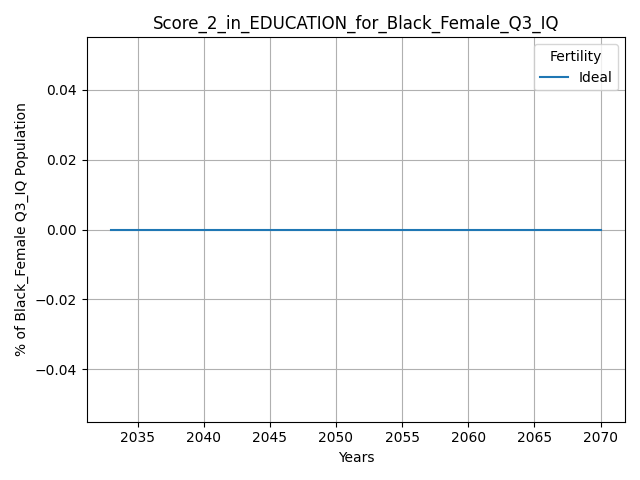 Score_2_in_EDUCATION_for_Black_Female_Q3_IQ
Fertility
Ideal
% of Black_Female Q3_IQ Population
0.04
0.02
0.00
−0.02
−0.04
2035 2040 2045 2050 2055 2060 2065 2070
Years